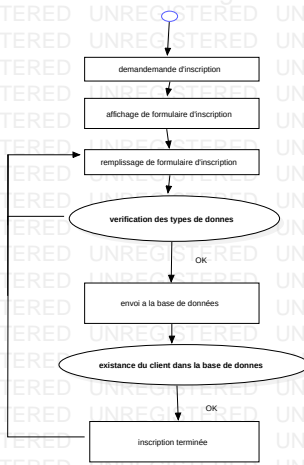 demandemande d'inscription
affichage de formulaire d'inscription
remplissage de formulaire d'inscription
verification des types de donnes
OK
envoi a la base de données
existance du client dans la base de donnes
OK
inscription terminée